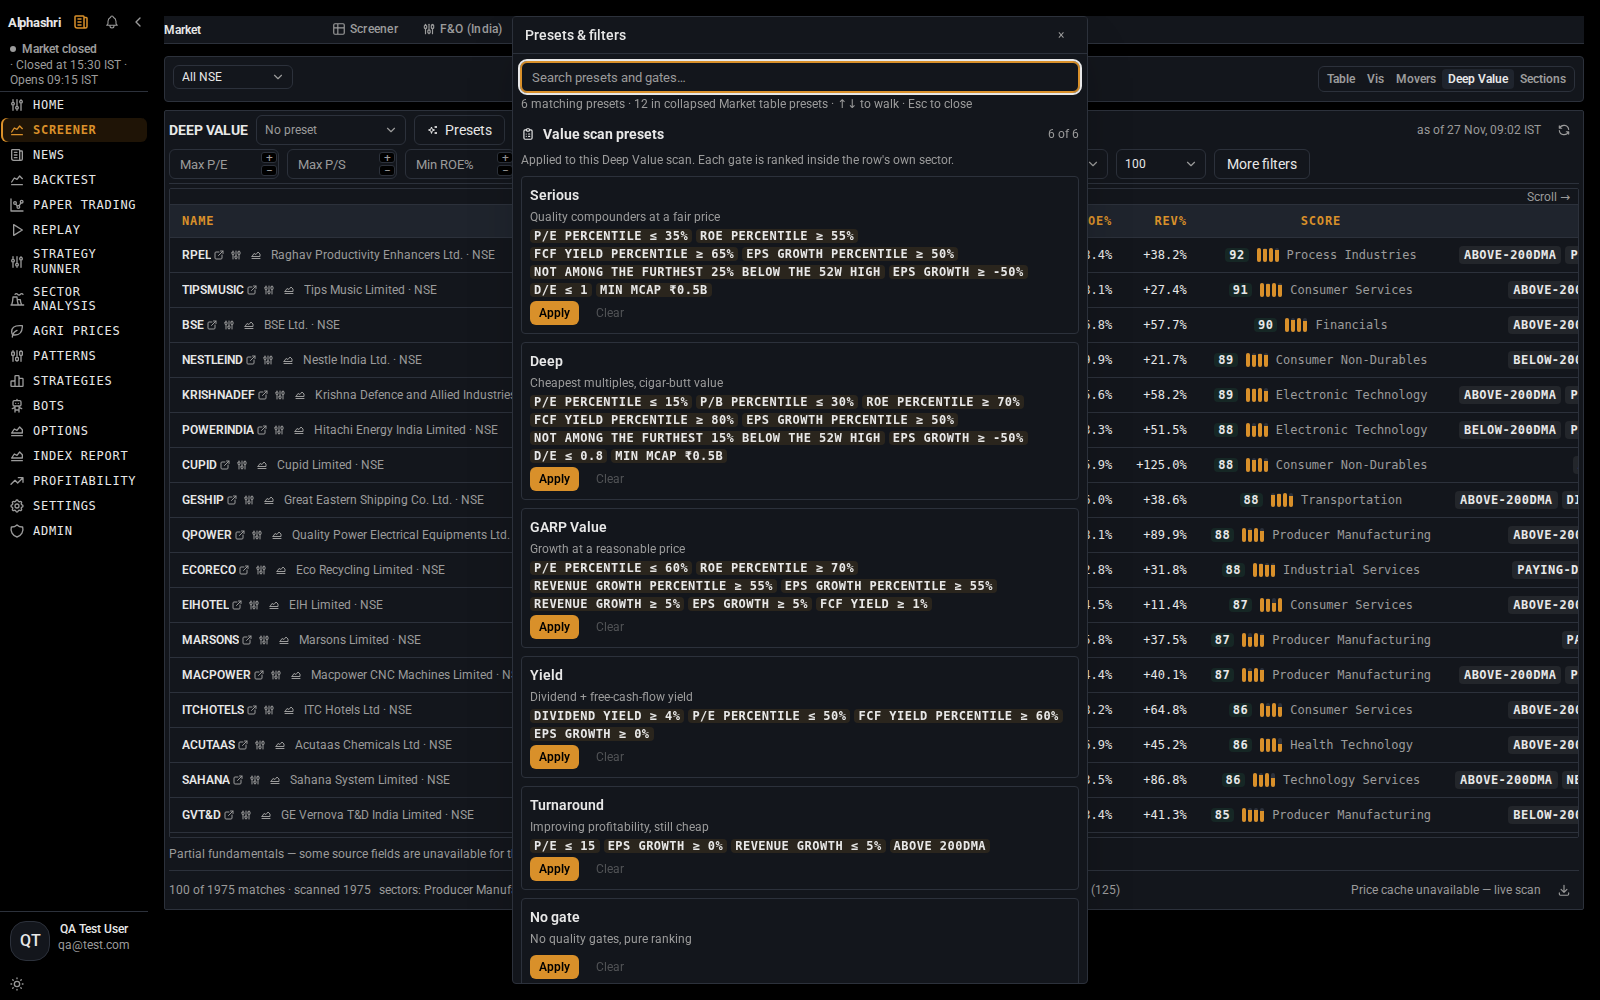 Alphashri
Market closed
· Closed at 15:30 IST ·
Opens 09:15 IST
HOME
SCREENER
NEWS
BACKTEST
PAPER TRADING
REPLAY
STRATEGY
RUNNER
SECTOR
ANALYSIS
AGRI PRICES
PATTERNS
STRATEGIES
BOTS
OPTIONS
INDEX REPORT
PROFITABILITY
SETTINGS
ADMIN
QT
QA Test User
qa@test.com
Market
Screener
F&O (India)
All NSE
Table Vis Movers Deep Value Sections
DEEP VALUE No preset Presets
as of 27 Nov, 09:02 IST
Max P/E Max P/S Min ROE%
100 More filters
Scroll →
NAME
REV% SCORE
RPEL Raghav Productivity Enhancers Ltd. · NSE
+38.2% 92 Process Industries ABOVE-200DMA
TIPSMUSIC Tips Music Limited · NSE
+27.4% 91 Consumer Services ABOVE-200
BSE BSE Ltd. · NSE
+57.7% 90 Financials ABOVE-200
NESTLEIND Nestle India Ltd. · NSE
+21.7% 89 Consumer Non-Durables BELOW-200
KRISHNADEF Krishna Defence and Allied Industries
+58.2% 89 Electronic Technology ABOVE-200DMA
POWERINDIA Hitachi Energy India Limited · NSE
+51.5% 88 Electronic Technology BELOW-200DMA
CUPID Cupid Limited · NSE
+125.0% 88 Consumer Non-Durables
GESHIP Great Eastern Shipping Co. Ltd. · NSE
+38.6% 88 Transportation ABOVE-200DMA
QPOWER Quality Power Electrical Equipments Ltd.
+89.9% 88 Producer Manufacturing ABOVE-200
ECORECO Eco Recycling Limited · NSE
+31.8% 88 Industrial Services PAYING-D
EIHOTEL EIH Limited · NSE
+11.4% 87 Consumer Services ABOVE-200
MARSONS Marsons Limited · NSE
+37.5% 87 Producer Manufacturing
MACPOWER Macpower CNC Machines Limited · N
+40.1% 87 Producer Manufacturing ABOVE-200DMA
ITCHOTELS ITC Hotels Ltd · NSE
+64.8% 86 Consumer Services ABOVE-200
ACUTAAS Acutaas Chemicals Ltd · NSE
+45.2% 86 Health Technology ABOVE-200
SAHANA Sahana System Limited · NSE
+86.8% 86 Technology Services ABOVE-200DMA
GVT&D GE Vernova T&D India Limited · NSE
+41.3% 85 Producer Manufacturing BELOW-200
Partial fundamentals — some source fields are unavailable for
100 of 1975 matches · scanned 1975 sectors: Producer Manuf
(125)
Price cache unavailable — live scan
Presets & filters ×
Search presets and gates…
6 matching presets · 12 in collapsed Market table presets · ↑↓ to walk · Esc to close
Value scan presets 6 of 6
Applied to this Deep Value scan. Each gate is ranked inside the row's own sector.
Serious
Quality compounders at a fair price
P/E PERCENTILE ≤ 35% ROE PERCENTILE ≥ 55%
FCF YIELD PERCENTILE ≥ 65% EPS GROWTH PERCENTILE ≥ 50%
NOT AMONG THE FURTHEST 25% BELOW THE 52W HIGH EPS GROWTH ≥ -50%
D/E ≤ 1 MIN MCAP ₹0.5B
Apply Clear
Deep
Cheapest multiples, cigar-butt value
P/E PERCENTILE ≤ 15% P/B PERCENTILE ≤ 30% ROE PERCENTILE ≥ 70%
FCF YIELD PERCENTILE ≥ 80% EPS GROWTH PERCENTILE ≥ 50%
NOT AMONG THE FURTHEST 15% BELOW THE 52W HIGH EPS GROWTH ≥ -50%
D/E ≤ 0.8 MIN MCAP ₹0.5B
Apply Clear
GARP Value
Growth at a reasonable price
P/E PERCENTILE ≤ 60% ROE PERCENTILE ≥ 70%
REVENUE GROWTH PERCENTILE ≥ 55% EPS GROWTH PERCENTILE ≥ 55%
REVENUE GROWTH ≥ 5% EPS GROWTH ≥ 5% FCF YIELD ≥ 1%
Apply Clear
Yield
Dividend + free-cash-flow yield
DIVIDEND YIELD ≥ 4% P/E PERCENTILE ≤ 50% FCF YIELD PERCENTILE ≥ 60%
EPS GROWTH ≥ 0%
Apply Clear
Turnaround
Improving profitability, still cheap
P/E ≤ 15 EPS GROWTH ≥ 0% REVENUE GROWTH ≤ 5% ABOVE 200DMA
Apply Clear
No gate
No quality gates, pure ranking
Apply Clear